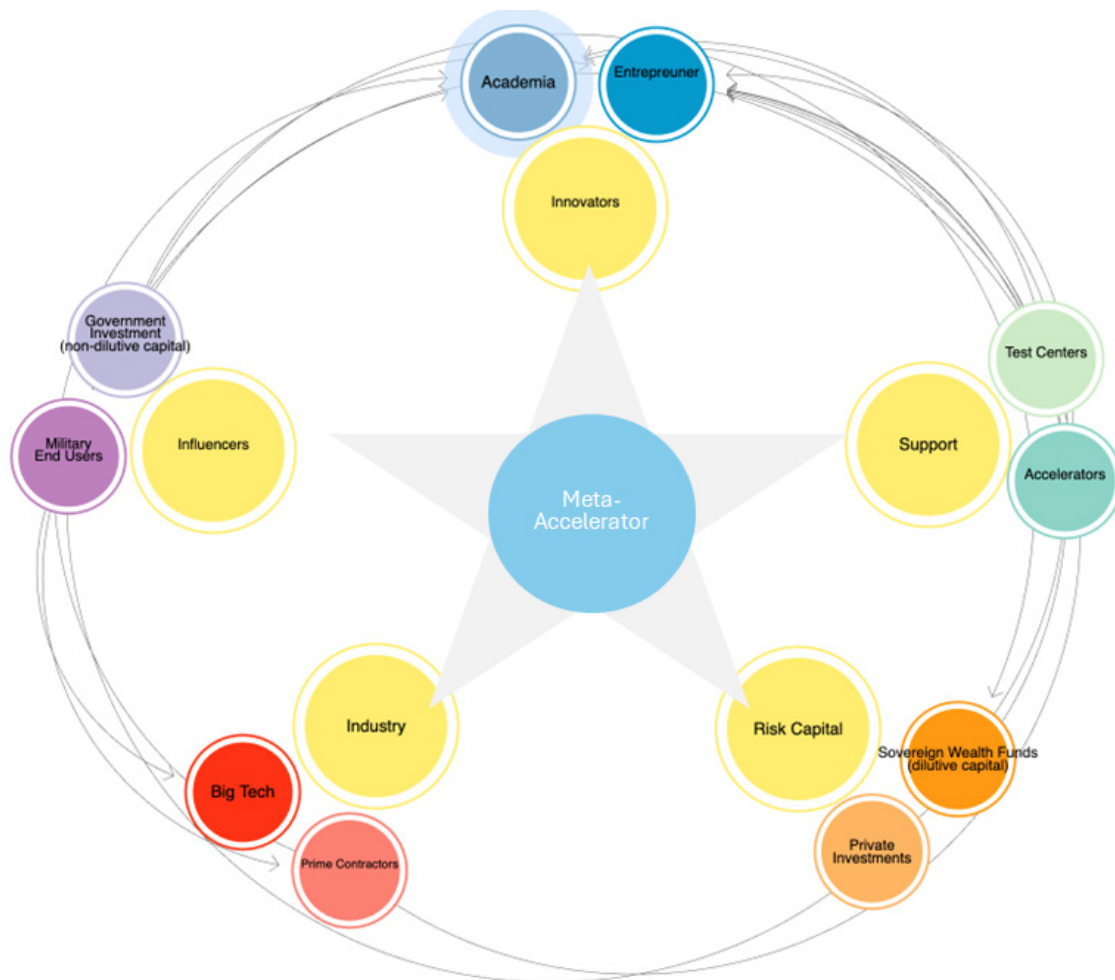 Academia
Entrepreuner
Innovators
Government
Investment
(non-dilutive capital)
Test Centers
Military
End Users
Influencers
Support
Accelerators
Meta-
Accelerator
Industry
Risk Capital
Sovereign Wealth Funds
(dilutive capital)
Big Tech
Private
Investments
Prime Contractors